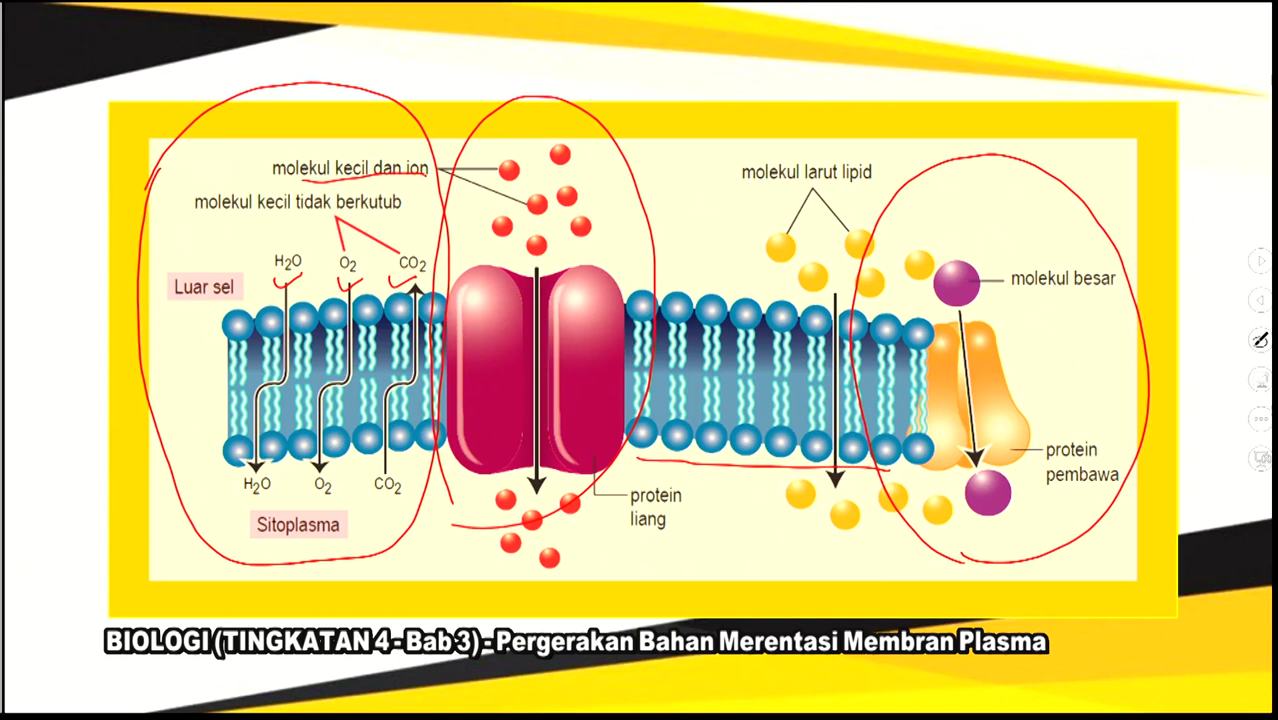 molekul kecil dan ion
molekul kecil tidak berkutub
H₂O
O₂
CO₂
Luar sel
molekul larut lipid
molekul besar
H₂O
O₂
CO₂
Sitoplasma
protein
liang
protein
pembawa
BIOLOGI (TINGKATAN 4 - Bab 3) - Pergerakan Bahan Merentasi Membran Plasma